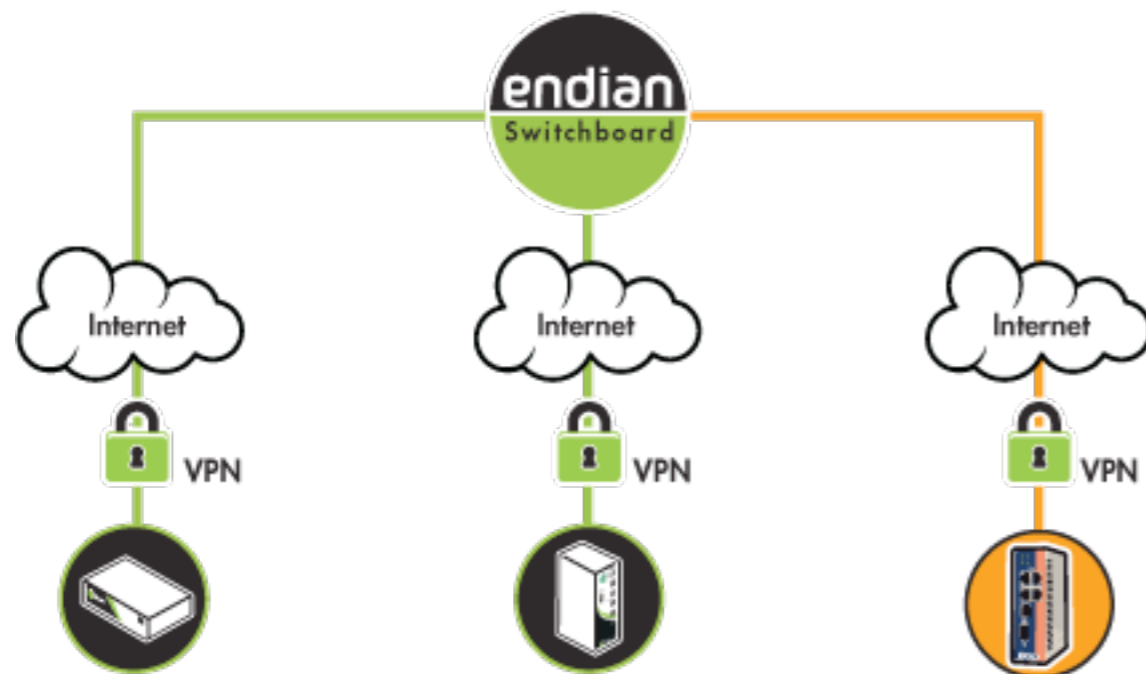 endian
Switchboard
Internet
Internet
Internet
VPN
VPN
VPN